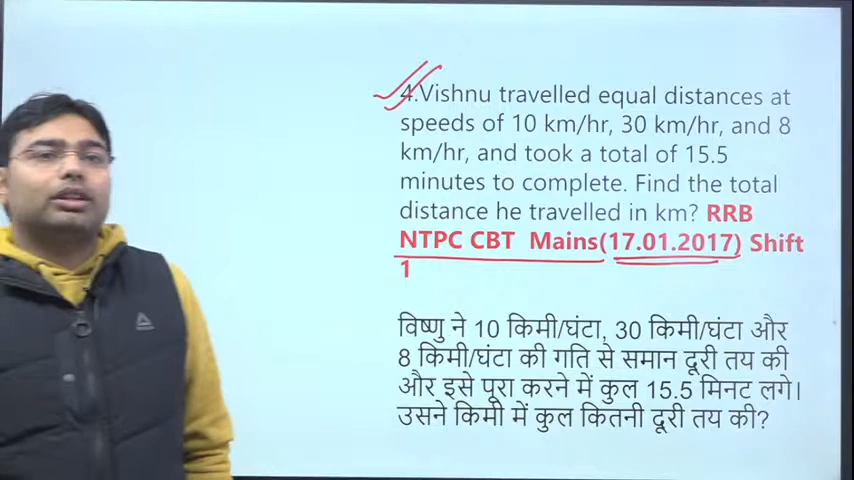 4.Vishnu travelled equal distances at
speeds of 10 km/hr, 30 km/hr, and 8
km/hr, and took a total of 15.5
minutes to complete. Find the total
distance he travelled in km? RRB
NTPC CBT Mains(17.01.2017) Shift
1
विष्णु ने 10 किमी/घंटा, 30 किमी/घंटा और
8 किमी/घंटा की गति से समान दूरी तय की
और इसे पूरा करने में कुल 15.5 मिनट लगे।
उसने किमी में कुल कितनी दूरी तय की?